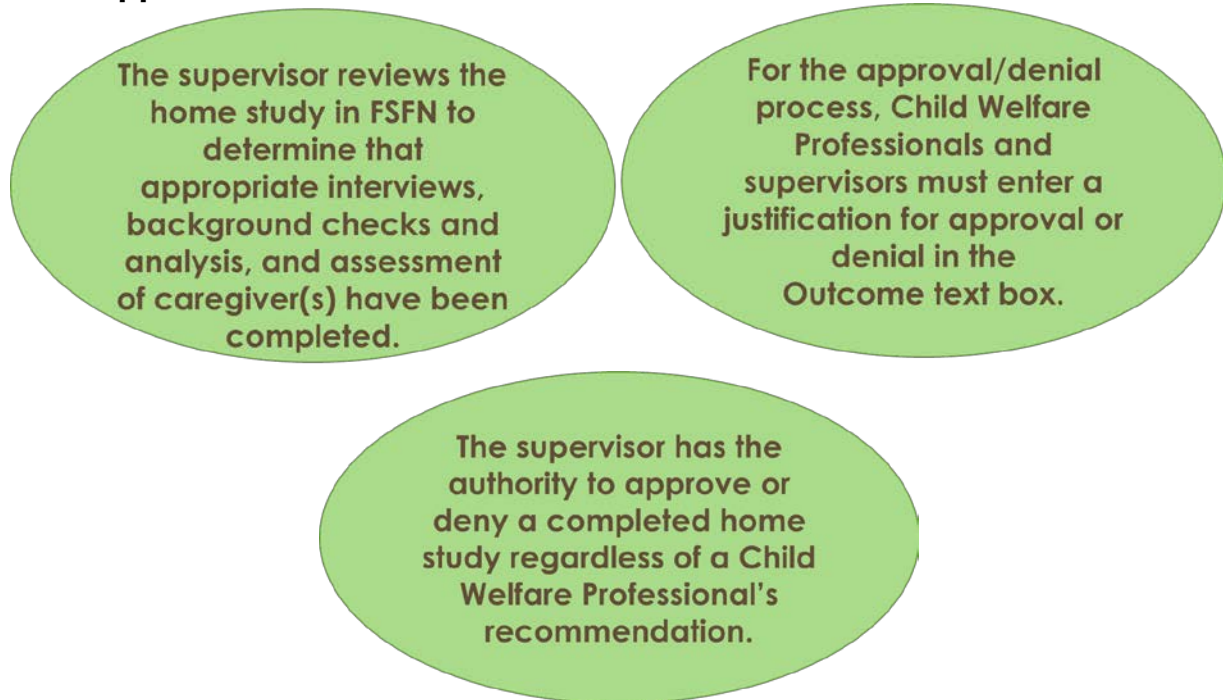 The supervisor reviews the
home study in FSFN to
determine that
appropriate interviews,
background checks and
analysis, and assessment
of caregiver(s) have been
completed.
For the approval/denial
process, Child Welfare
Professionals and
supervisors must enter a
justification for approval or
denial in the
Outcome text box.
The supervisor has the
authority to approve or
deny a completed home
study regardless of a Child
Welfare Professional’s
recommendation.